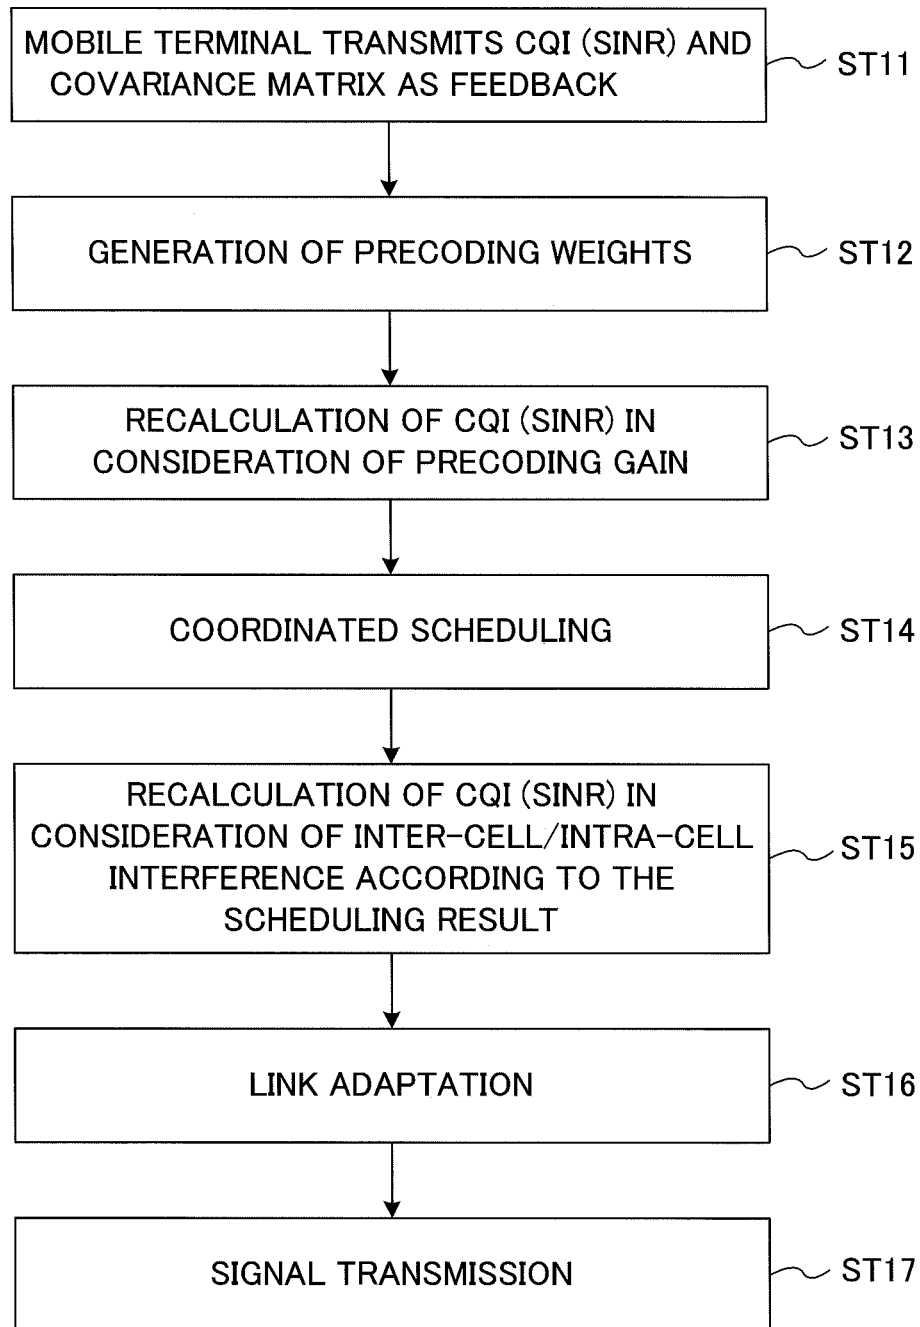 MOBILE TERMINAL TRANSMITS CQI (SINR) AND
COVARIANCE MATRIX AS FEEDBACK
ST11
GENERATION OF PRECODING WEIGHTS
ST12
RECALCULATION OF CQI (SINR) IN
CONSIDERATION OF PRECODING GAIN
ST13
COORDINATED SCHEDULING
ST14
RECALCULATION OF CQI (SINR) IN
CONSIDERATION OF INTER-CELL/INTRA-CELL
INTERFERENCE ACCORDING TO THE
SCHEDULING RESULT
ST15
LINK ADAPTATION
ST16
SIGNAL TRANSMISSION
ST17